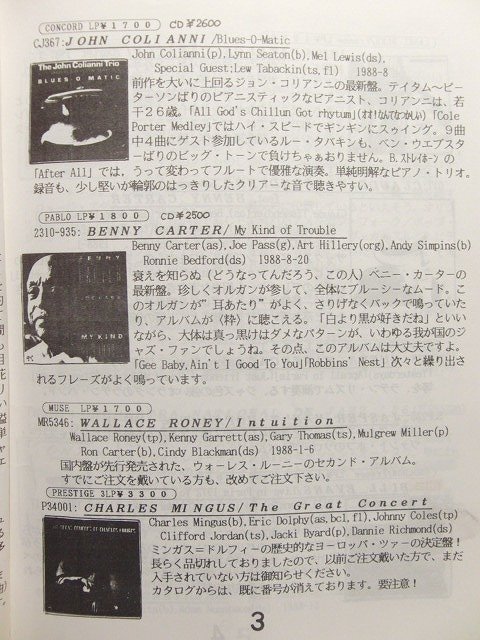 CONCORD LP¥1700 CD¥2600
CJ367:JOHN COLIANNI/Blues-O-Matic
The John Colianni Trio
BLUES O MATIC
John Colianni(p),Lynn Seaton(b),Mel Lewis(ds)
Special Guest;Lew Tabackin(ts,fl) 1988-8
前作を大いに上回るジョン・コリアンニの最新盤。テイタム〜ピー
ターソンばりのピアニスティックなピアニスト、コリアンニは、若
干26歳。「All God's Chillun Got rhytum」(おすけなんてなかしい)「Cole
Porter Medley」ではハイ・スピードでギンギンにスゥイング。9曲
中4曲にゲスト参加しているルー・タバキンも、ベン・ウエブスタ
ーばりのビッグ・トーンで負けちゃぁおりません。B.ストレイホーンの
「After All」では、うって変わってフルートで優雅な演奏。単純明解なピアノ・トリオ。
録音も、少し堅いが輪郭のはっきりしたクリアーな音で聴きやすい。
PABLO LP¥1800 CD¥2500
2310-935: BENNY CARTER/My Kind of Trouble
Benny Carter(as),Joe Pass(g),Art Hillery(org),Andy Simpins(b)
Ronnie Bedford(ds) 1988-8-20
BENNY
CARTER
MY KIND
衰えを知らぬ(どうなってんだろう、この人)ベニー・カーターの
最新盤。珍しくオルガンが参して、全体にブルーシーなムード。こ
のオルガンが”耳あたり”がよく、さりげなくバックで鳴っていた
り、アルバムが〈粋〉に聴こえる。「白より黒が好きだね」といい
ながら、大体は真っ黒けはダメなパターンが、いわゆる我が国のジ
ャズ・ファンでしょうね。その点、このアルバムは大丈夫ですよ。
「Gee Baby,Ain't I Good To You」「Robbins' Nest」次々と繰り出さ
れるフレーズがよく鳴っています。
MUSE LP¥1700
MR5346: WALLACE RONEY/Intuition
Wallace Roney(tp),Kenny Garrett(as),Gary Thomas(ts),Mulgrew Miller(p)
Ron Carter(b),Cindy Blackman(ds) 1988-1-6
国内盤が先行発売された、ウォーレス・ルーニーのセカンド・アルバム。
すでにご注文を戴いている方も、改めてご注文下さい。
PRESTIGE 3LP¥3300
P34001: CHARLES MINGUS/The Great Concert
THE GREAT CONCERT OF CHARLES MINGUS
Charles Mingus(b),Eric Dolphy(as,bcl,fl),Johnny Coles(tp)
Clifford Jordan(ts),Jacki Byard(p),Dannie Richmond(ds)
ミンガス=ドルフィーの歴史的なヨーロッパ・ツァーの決定盤!
長らく品切れしておりましたので、以前ご注文戴いた方で、まだ
入手されていない方は御知らせください。
カタログからは、既に番号が消えております。要注意!
3